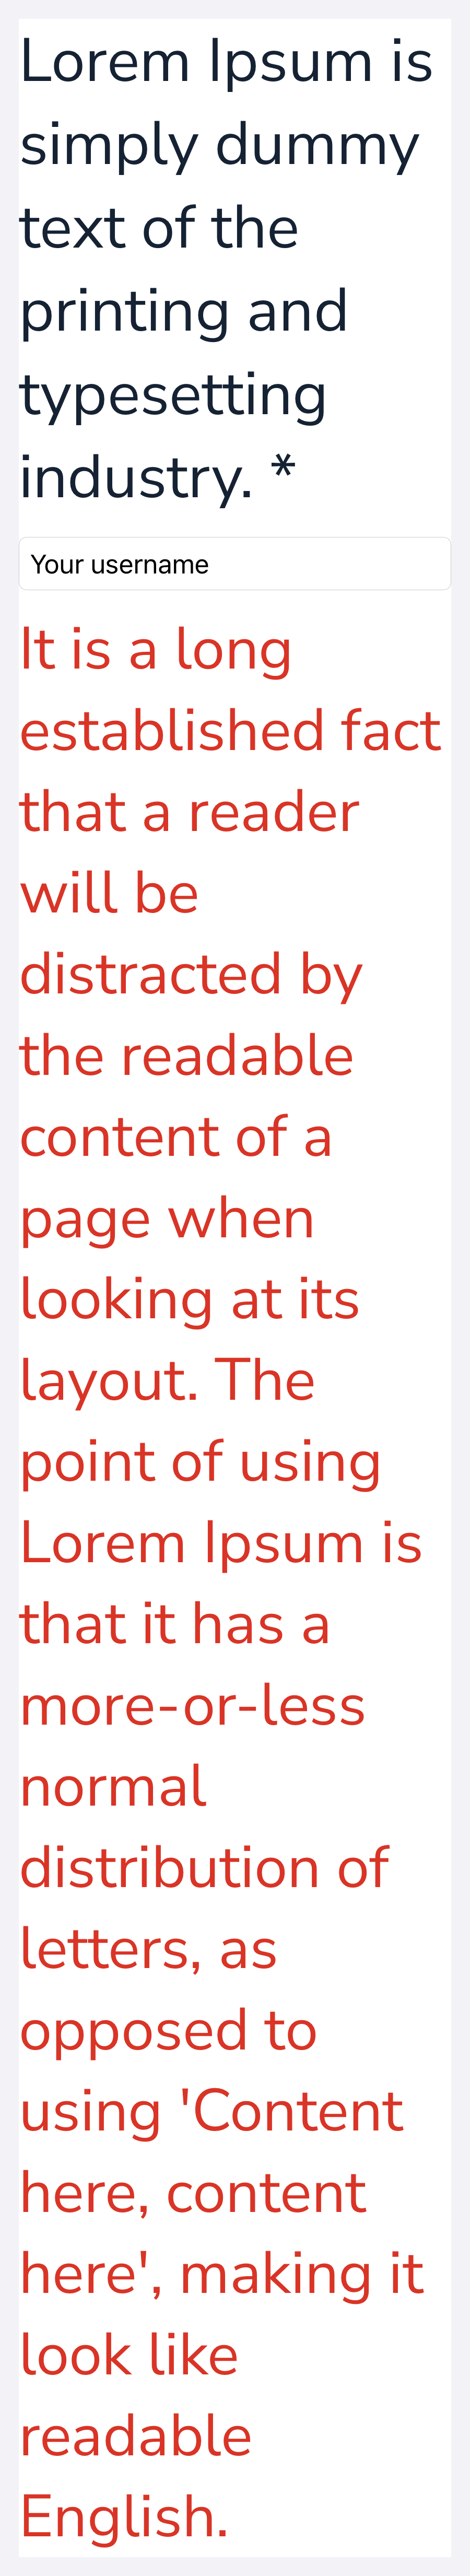 Lorem Ipsum is
simply dummy
text of the
printing and
typesetting
industry. *
Your username
It is a long
established fact
that a reader
will be
distracted by
the readable
content of a
page when
looking at its
layout. The
point of using
Lorem Ipsum is
that it has a
more-or-less
normal
distribution of
letters, as
opposed to
using 'Content
here, content
here', making it
look like
readable
English.